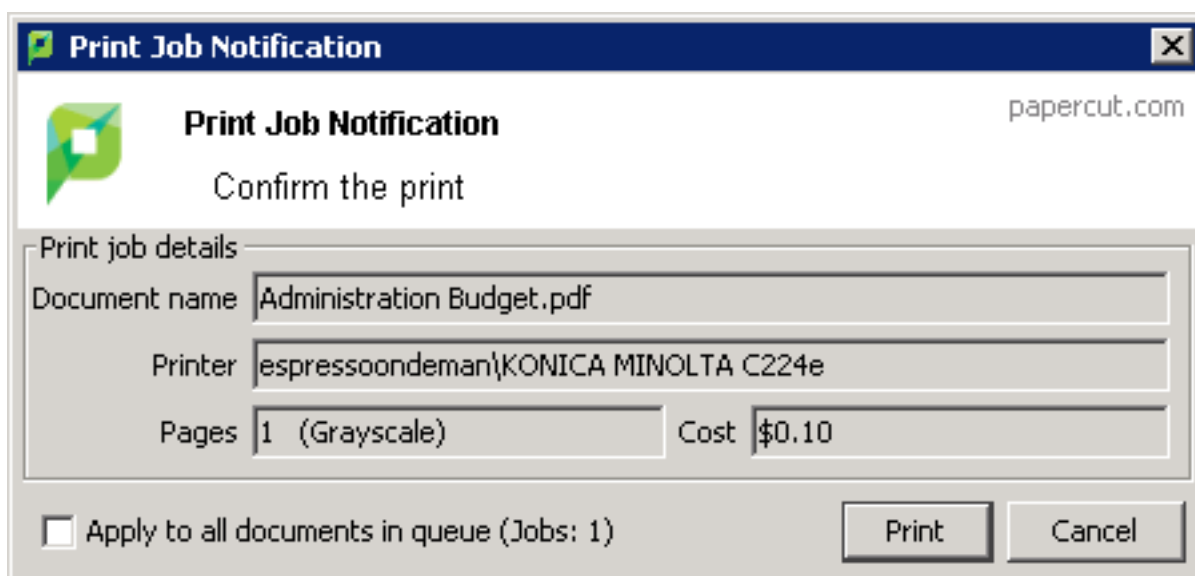 Print Job Notification
papercut.com
Print Job Notification
Confirm the print
Print job details
Document name Administration Budget.pdf
Printer espressoondeman\KONICA MINOLTA C224e
Pages 1 (Grayscale) Cost $0.10
Apply to all documents in queue (Jobs: 1) Print Cancel